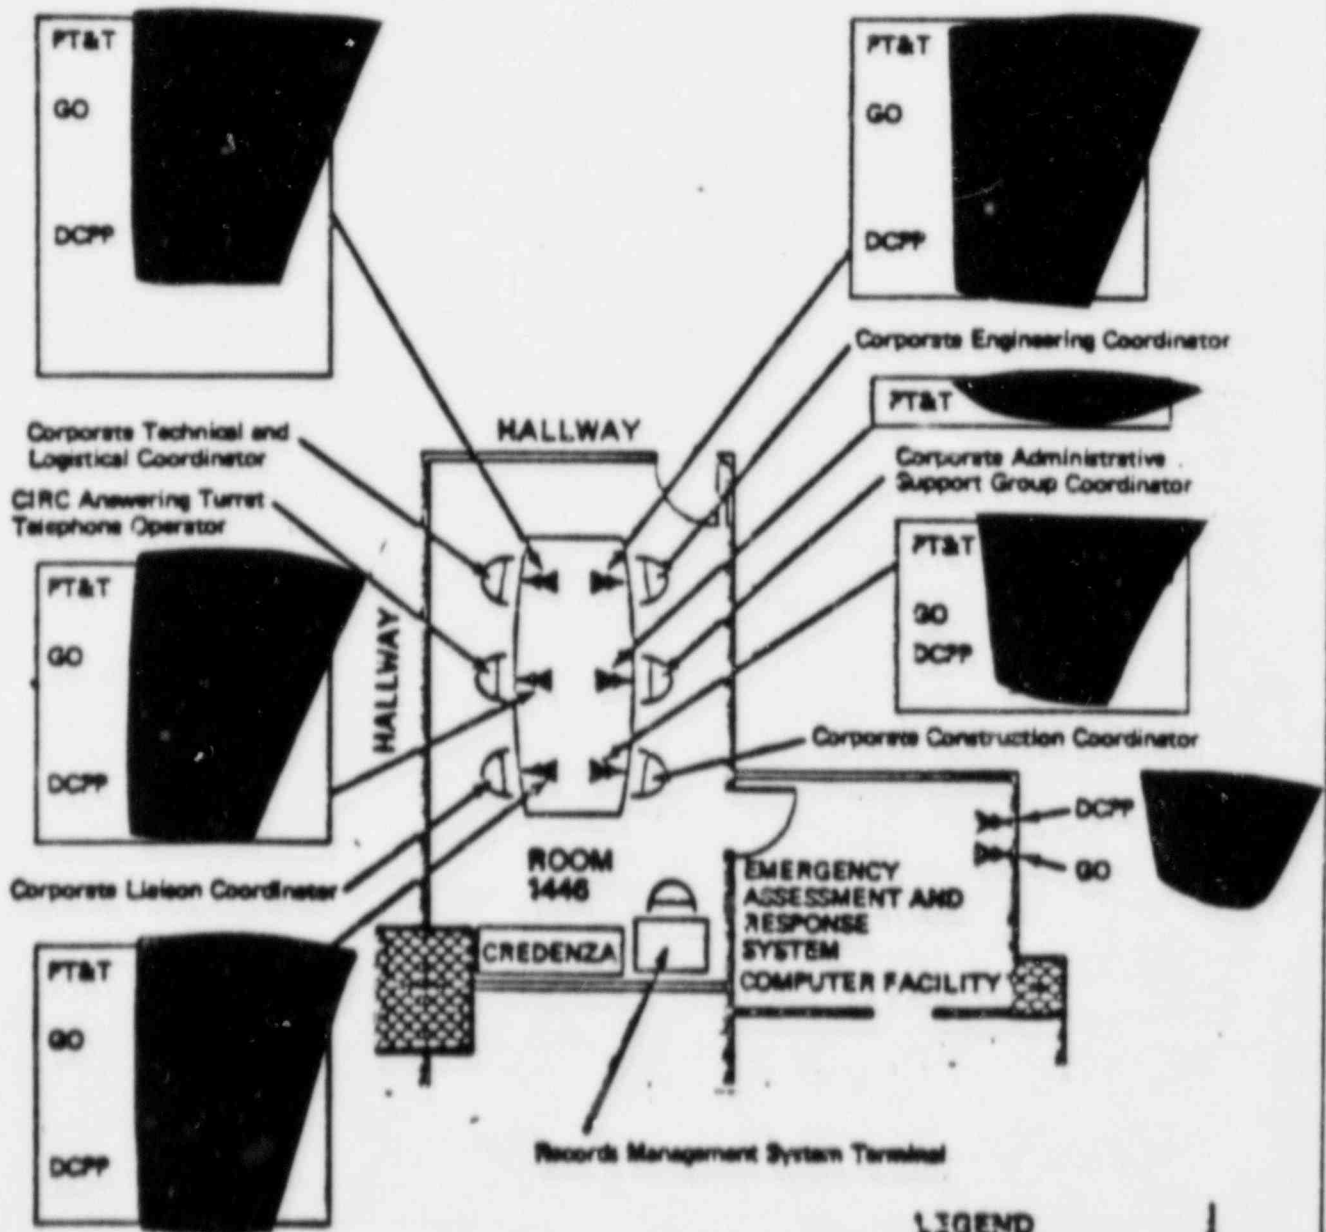 PT&T
GO
DCPP
PT&T
GO
DCPP
Corporate Engineering Coordinator
PT&T
Corporate Technical and
Logistical Coordinator
HALLWAY
Corporate Administrative
Support Group Coordinator
CIRC Answering Turret
Telephone Operator
PT&T
GO
DCPP
PT&T
GO
DCPP
HALLWAY
Corporate Construction Coordinator
DCPP
GO
Corporate Liaison Coordinator
ROOM
1446
EMERGENCY
ASSESSMENT AND
RESPONSE
SYSTEM
COMPUTER FACILITY
CREDENZA
PT&T
GO
DCPP
Records Management System Terminal
LEGEND